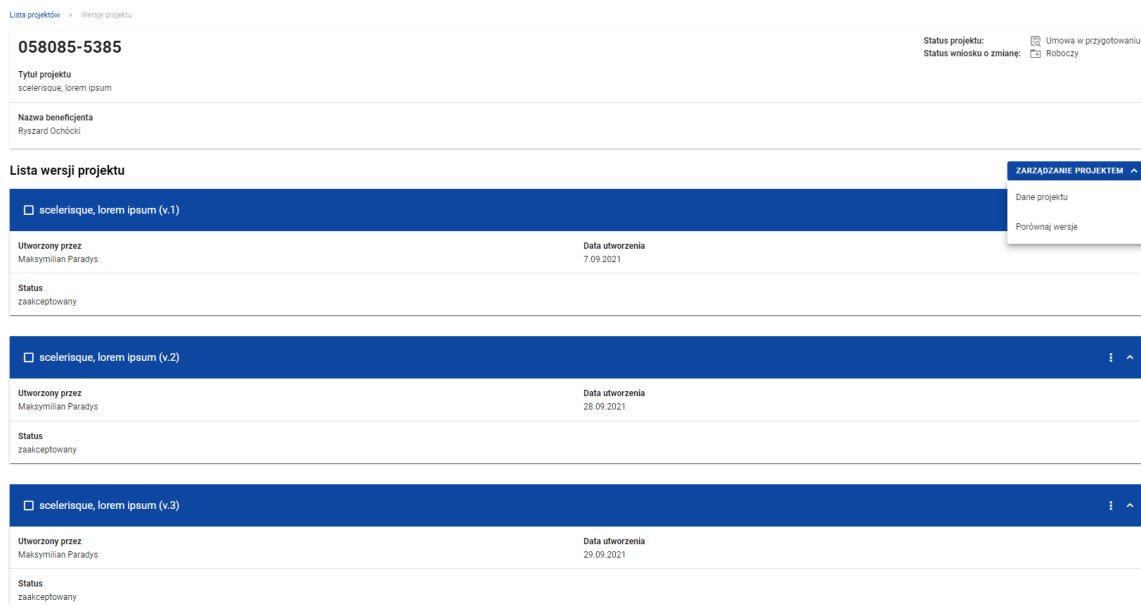 Lista projektów > Wersje projektu
058085-5385
Status projektu: Umowa w przygotowaniu
Status wniosku o zmianę: Roboczy
Tytuł projektu
scelerisque, lorem ipsum
Nazwa beneficjenta
Ryszard Ochócki
Lista wersji projektu
ZARZĄDZANIE PROJEKTEM
Dane projektu
Porównaj wersje
scelerisque, lorem ipsum (v.1)
Utworzony przez Data utworzenia
Maksymilian Paradys 7.09.2021
Status
zaakceptowany
scelerisque, lorem ipsum (v.2)
Utworzony przez Data utworzenia
Maksymilian Paradys 28.09.2021
Status
zaakceptowany
scelerisque, lorem ipsum (v.3)
Utworzony przez Data utworzenia
Maksymilian Paradys 29.09.2021
Status
zaakceptowany